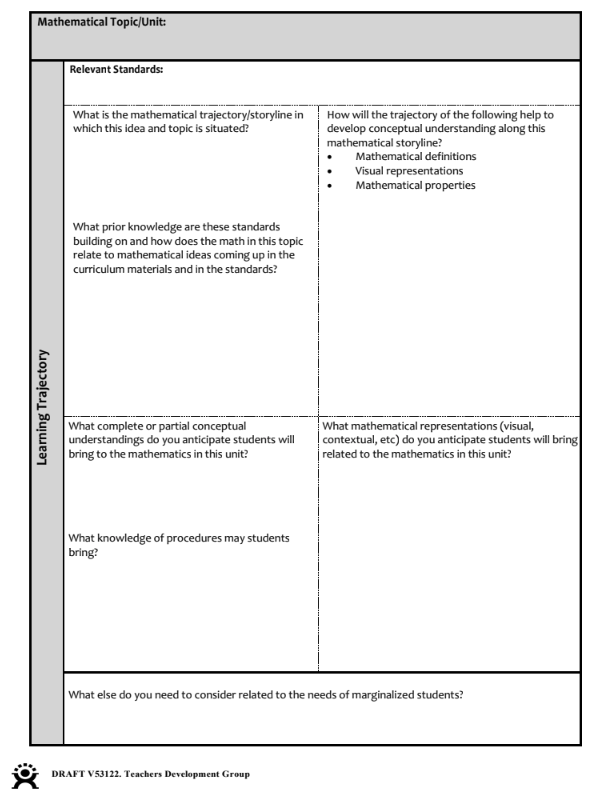 Mathematical Topic/Unit:
Learning Trajectory
Relevant Standards:
What is the mathematical trajectory/storyline in
which this idea and topic is situated?
What prior knowledge are these standards
building on and how does the math in this topic
relate to mathematical ideas coming up in the
curriculum materials and in the standards?
How will the trajectory of the following help to
develop conceptual understanding along this
mathematical storyline?
• Mathematical definitions
• Visual representations
• Mathematical properties
What complete or partial conceptual
understandings do you anticipate students will
bring to the mathematics in this unit?
What knowledge of procedures may students
bring?
What mathematical representations (visual,
contextual, etc) do you anticipate students will bring
related to the mathematics in this unit?
What else do you need to consider related to the needs of marginalized students?
DRAFT V53122. Teachers Development Group